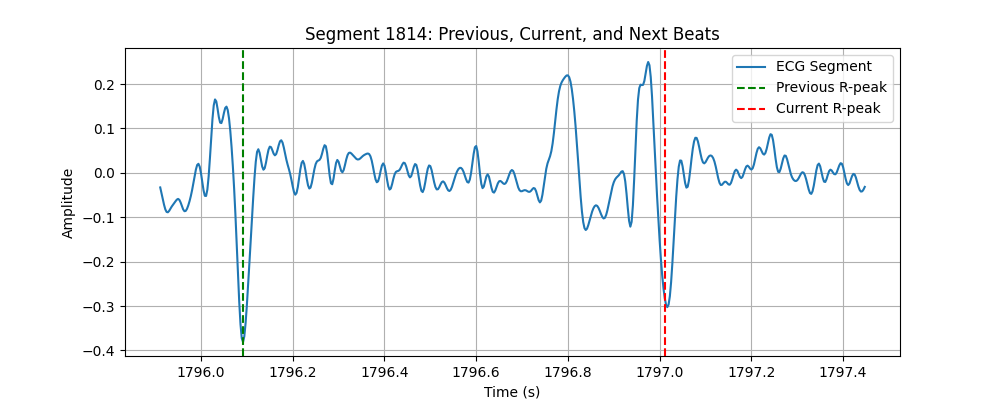 Segment 1814: Previous, Current, and Next Beats
ECG Segment
Previous R-peak
Current R-peak
Amplitude
0.2
0.1
0.0
−0.1
−0.2
−0.3
−0.4
1796.0 1796.2 1796.4 1796.6 1796.8 1797.0 1797.2 1797.4
Time (s)